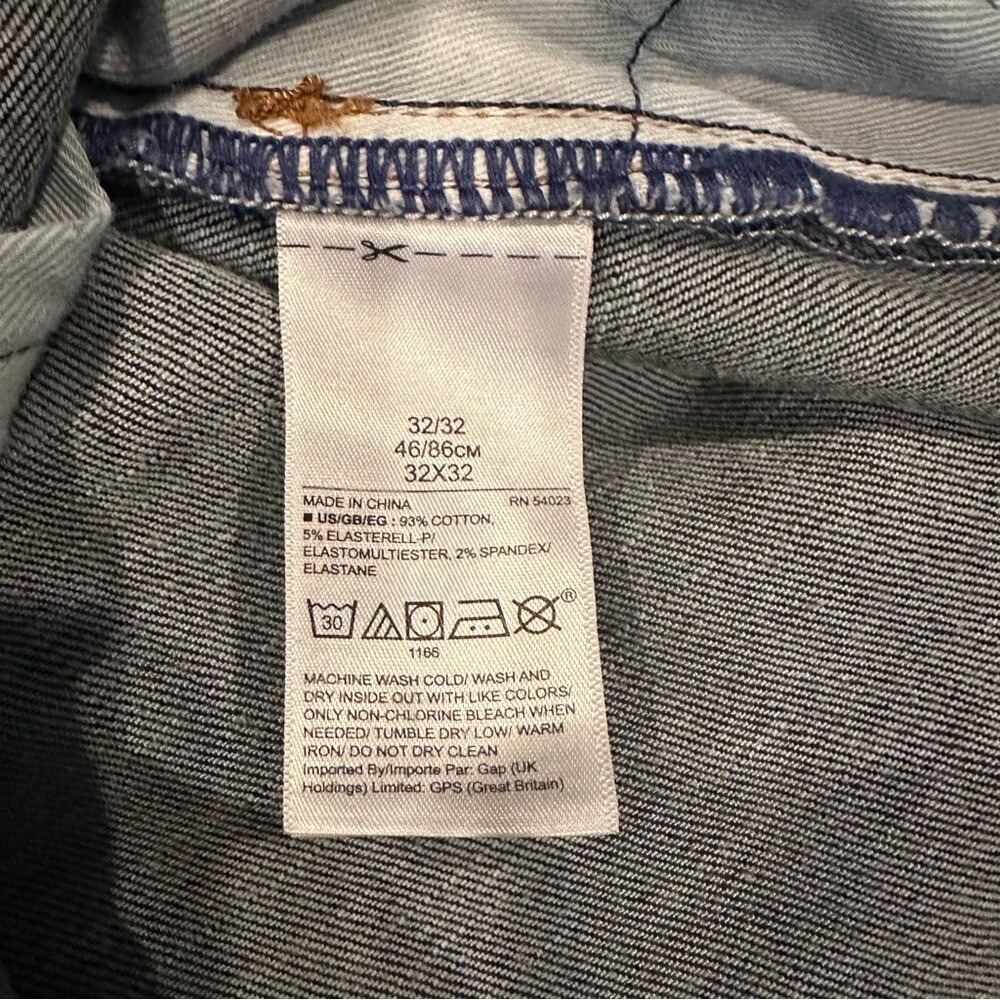 32/32
46/86CM
32X32
MADE IN CHINA RN 54023
■ US/GB/EG : 93% COTTON,
5% ELASTERELL-P/
ELASTOMULTIESTER, 2% SPANDEX/
ELASTANE
30 ®
1166
MACHINE WASH COLD/ WASH AND
DRY INSIDE OUT WITH LIKE COLORS/
ONLY NON-CHLORINE BLEACH WHEN
NEEDED/ TUMBLE DRY LOW/ WARM
IRON/ DO NOT DRY CLEAN
Imported By/Importe Par: Gap (UK
Holdings) Limited: GPS (Great Britain)